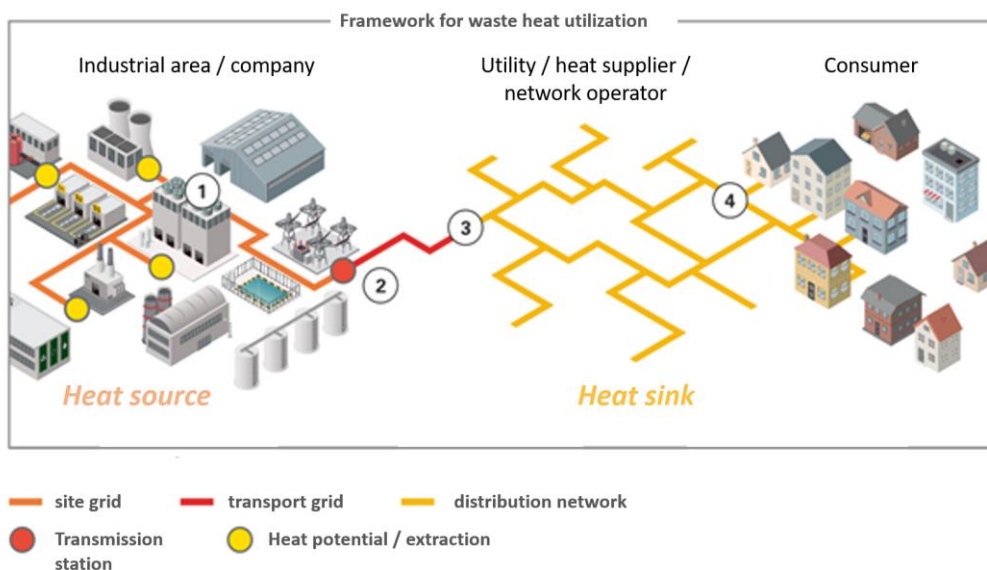 Framework for waste heat utilization
Industrial area / company
Utility / heat supplier /
network operator
Consumer
1
2
3
4
Heat source
Heat sink
site grid
transport grid
distribution network
Transmission
station
Heat potential / extraction